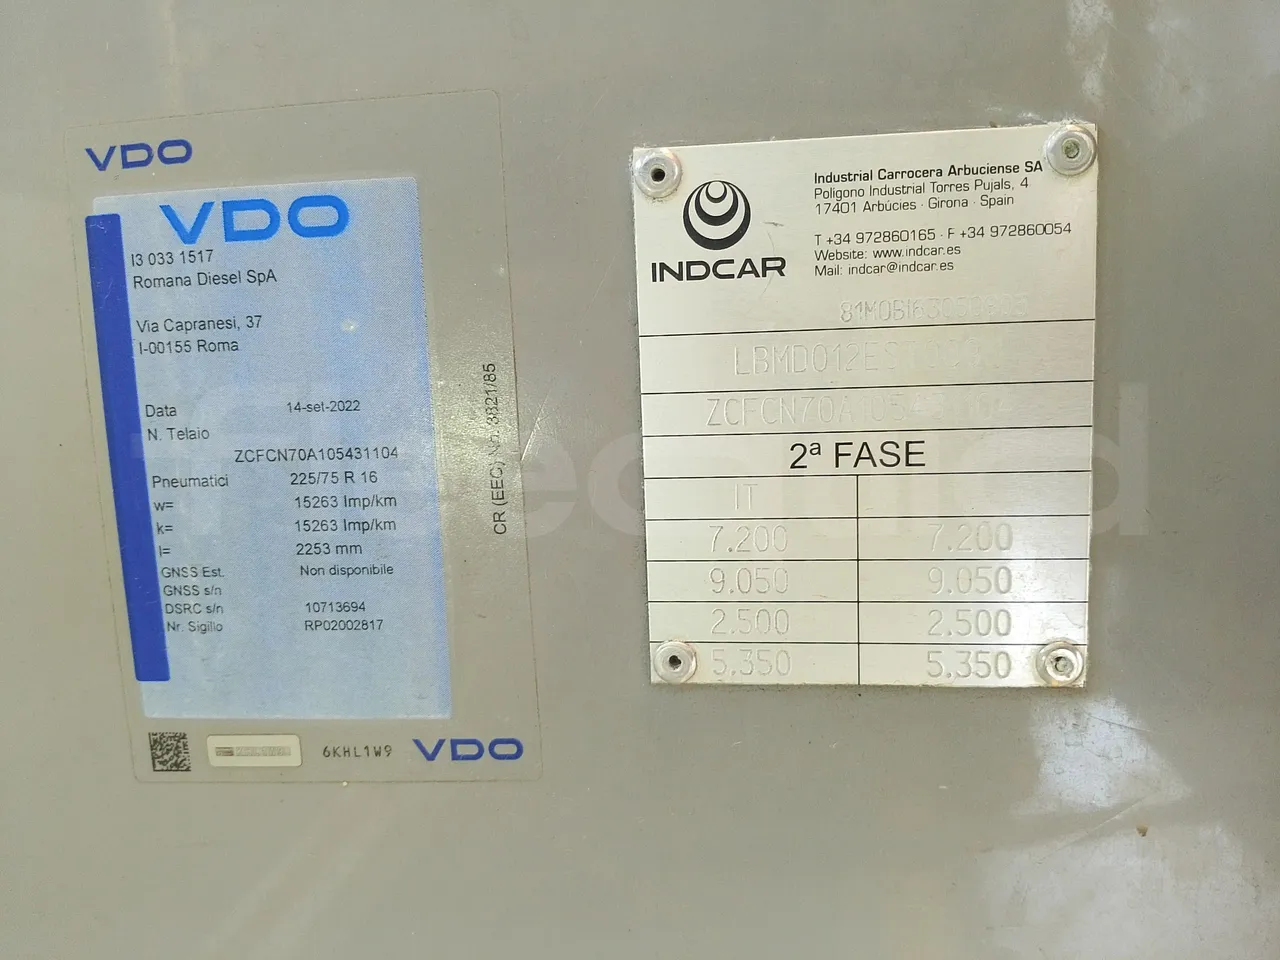 VDO
VDO
I3 033 1517
Romana Diesel SpA
Via Capranesi, 37
I-00155 Roma
Data 14-set-2022
N. Telaio
ZCFCN70A105431104
Pneumatici 225/75 R 16
w= 15263 Imp/km
k= 15263 Imp/km
l= 2253 mm
GNSS Est. Non disponibile
GNSS s/n
DSRC s/n 10713694
Nr. Sigillo RP02002817
CR (EEC) No. 3821/85
6KHL1W9 VDO
INDCAR
Industrial Carrocera Arbuciense SA
Poligono Industrial Torres Pujals, 4
17401 Arbúcies · Girona · Spain
T +34 972860165 · F +34 972860054
Website: www.indcar.es
Mail: indcar@indcar.es
2ª FASE
IT
7.200 7.200
9.050 9.050
2.500 2.500
5.350 5.350